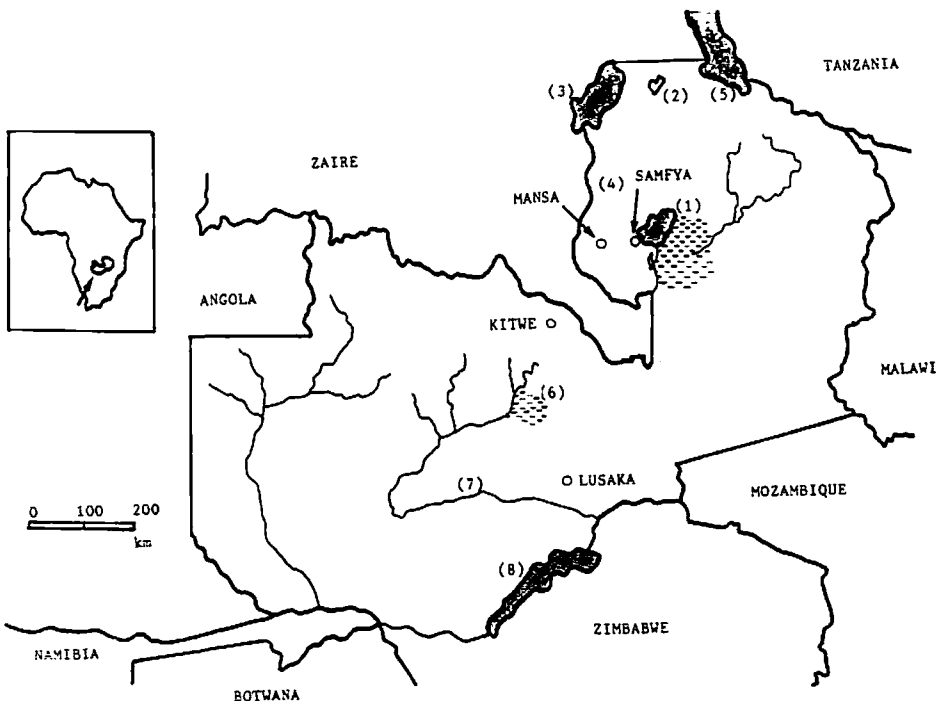 TANZANIA
(3)
(2)
(5)
ZAIRE
(4)
SAMFYA
MANSA
(1)
ANGOLA
KITWE
MALAWI
(6)
(7)
LUSAKA
MOZAMBIQUE
0 100 200
km
(8)
ZIMBABWE
NAMIBIA
BOTWANA